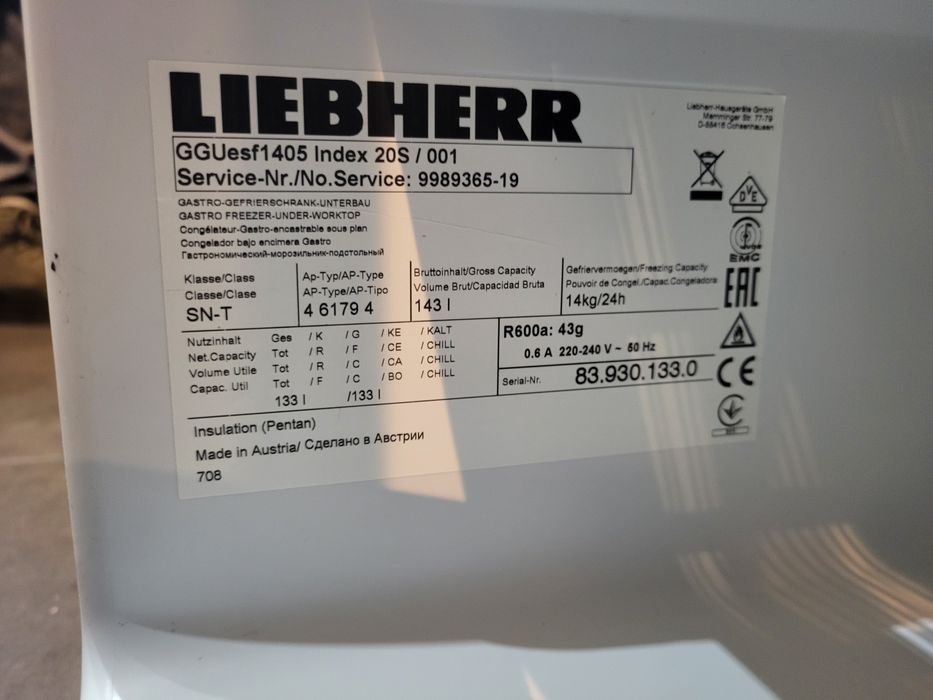 LIEBHERR
Liebherr-Hausgeräte GmbH
Memminger Str. 77-79
D-88416 Ochsenhausen
GGUesf1405 Index 20S / 001
Service-Nr./No.Service: 9989365-19
GASTRO-GEFRIERSCHRANK-UNTERBAU
GASTRO FREEZER-UNDER-WORKTOP
Congélateur-Gastro-encastrable sous plan
Congelador bajo encimera Gastro
Гастрономический-морозильник-подстольный
Klasse/Class
Classe/Clase
SN-T
Ap-Typ/AP-Type
AP-Type/AP-Tipo
4 6179 4
Bruttoinhalt/Gross Capacity
Volume Brut/Capacidad Bruta
143 l
Gefriervermoegen/Freezing Capacity
Pouvoir de Congel./Capac.Congeladora
14kg/24h
Nutzinhalt Ges / K / G / KE / KALT
Net.Capacity Tot / R / F / CE / CHILL
Volume Utile Tot / R / C / CA / CHILL
Capac. Util Tot / F / C / BO / CHILL
133 l /133 l
R600a: 43g
0.6 A 220-240 V ~ 50 Hz
Serial-Nr. 83.930.133.0
Insulation (Pentan)
Made in Austria/ Сделано в Австрии
708
DVE
EMC
EAC
CE